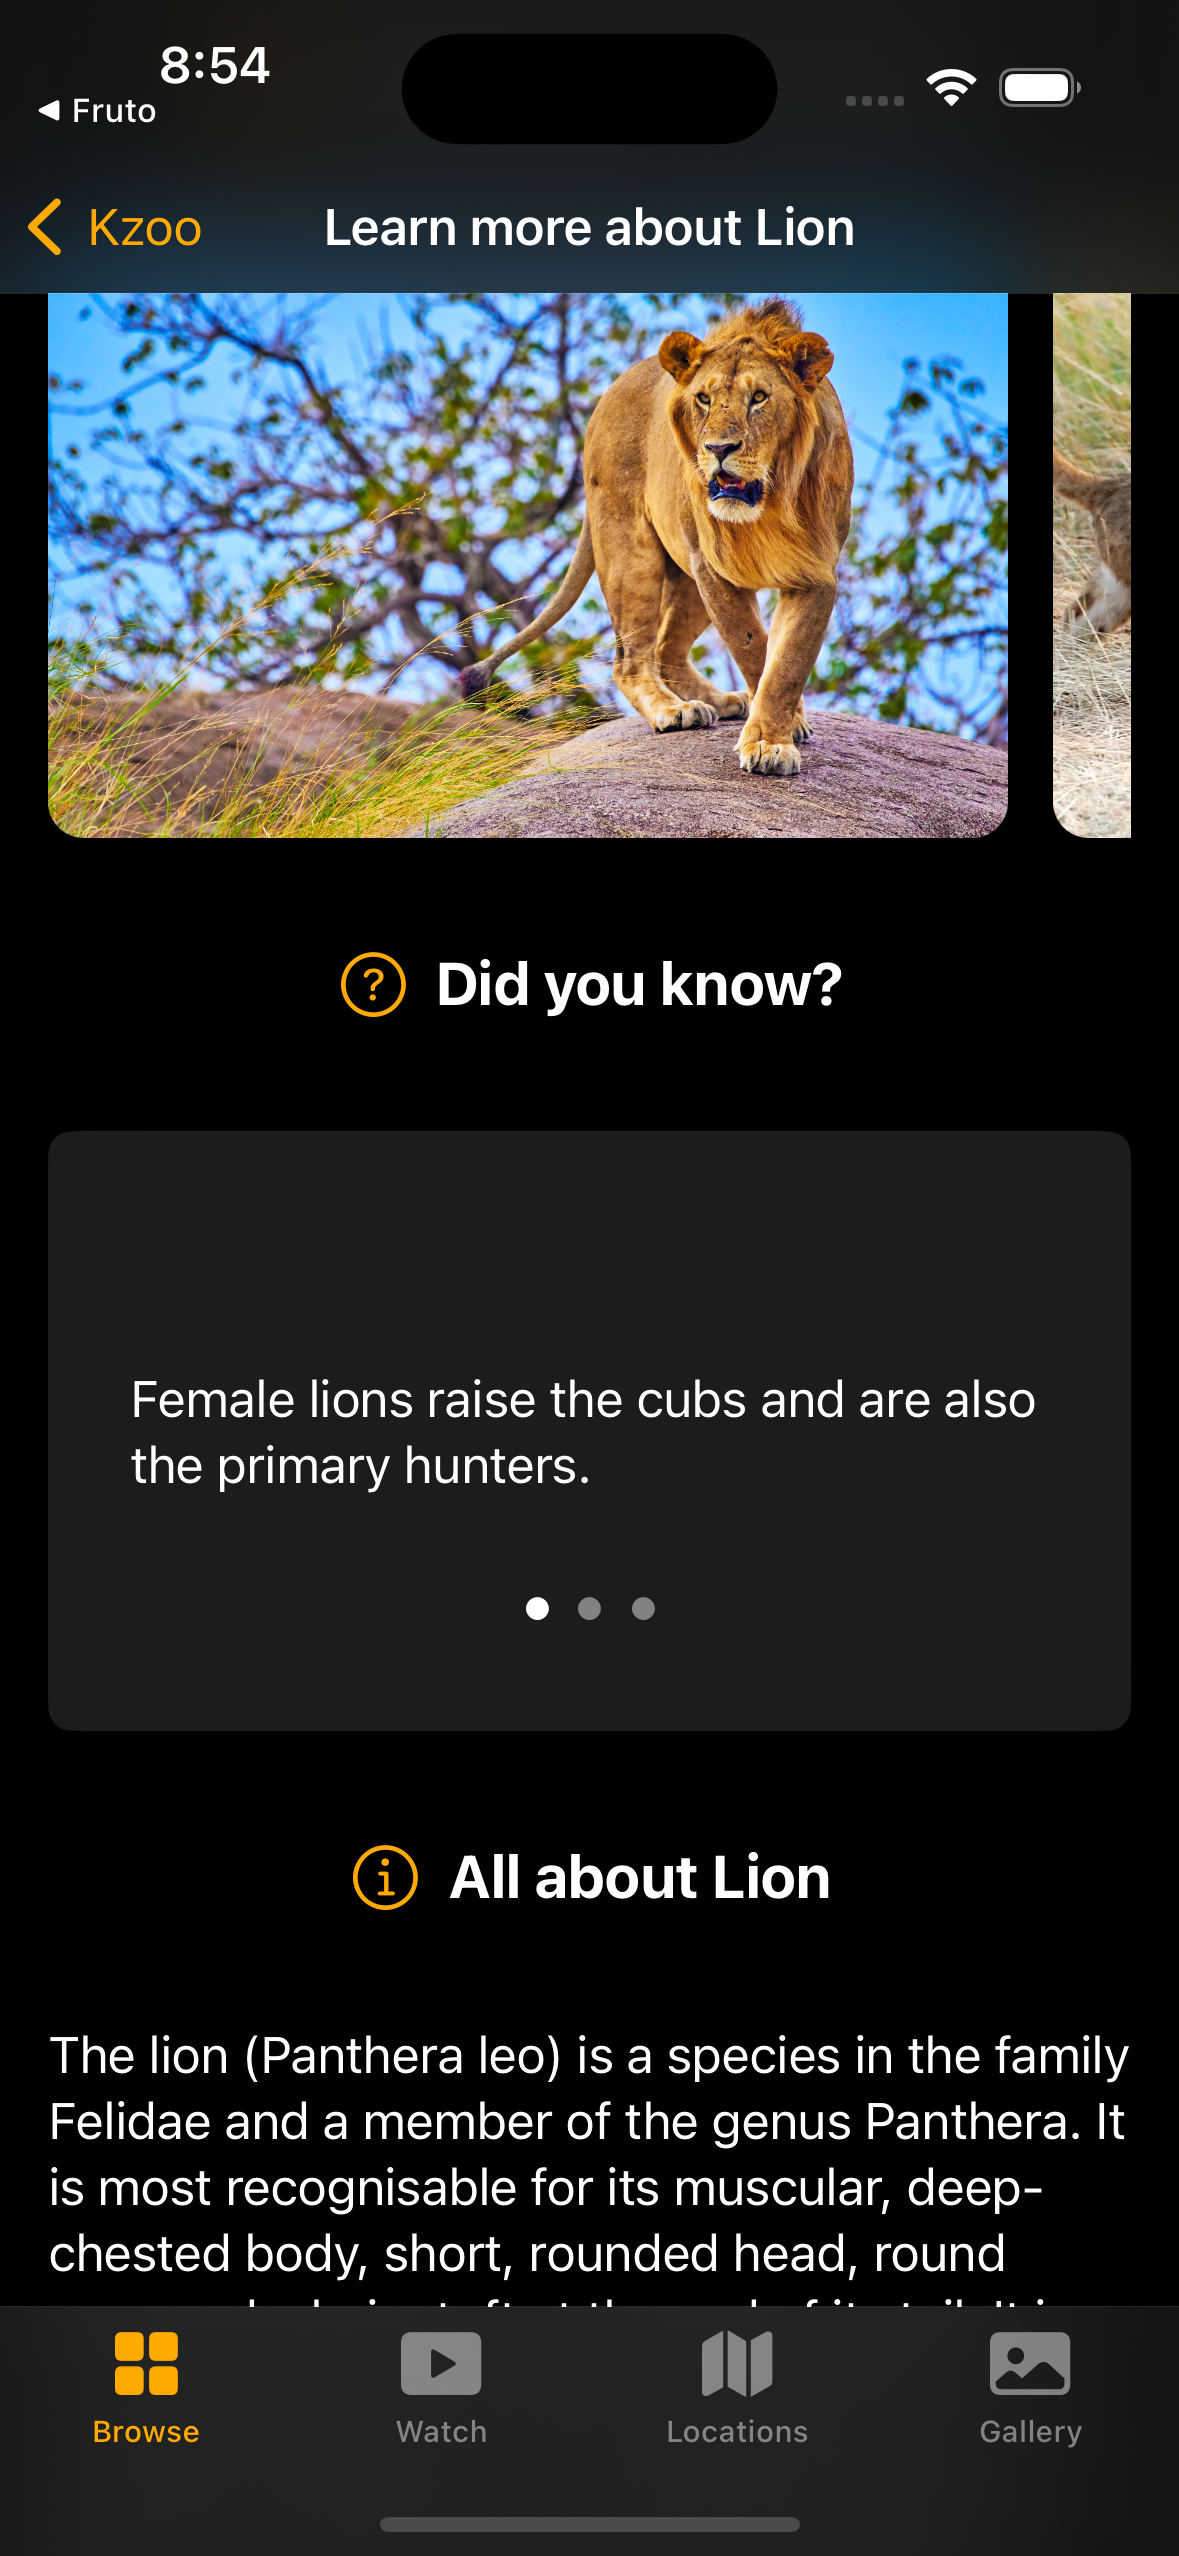 8:54
◀ Fruto
Kzoo
Learn more about Lion
Did you know?
Female lions raise the cubs and are also
the primary hunters.
All about Lion
The lion (Panthera leo) is a species in the family
Felidae and a member of the genus Panthera. It
is most recognisable for its muscular, deep-
chested body, short, rounded head, round
Browse
Watch
Locations
Gallery